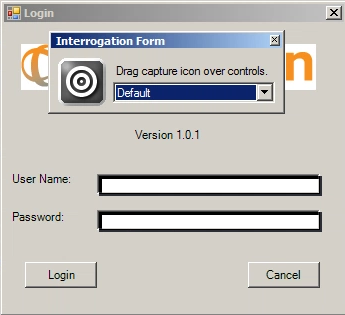 Login
Interrogation Form
Drag capture icon over controls.
Default
Version 1.0.1
User Name:
Password:
Login
Cancel